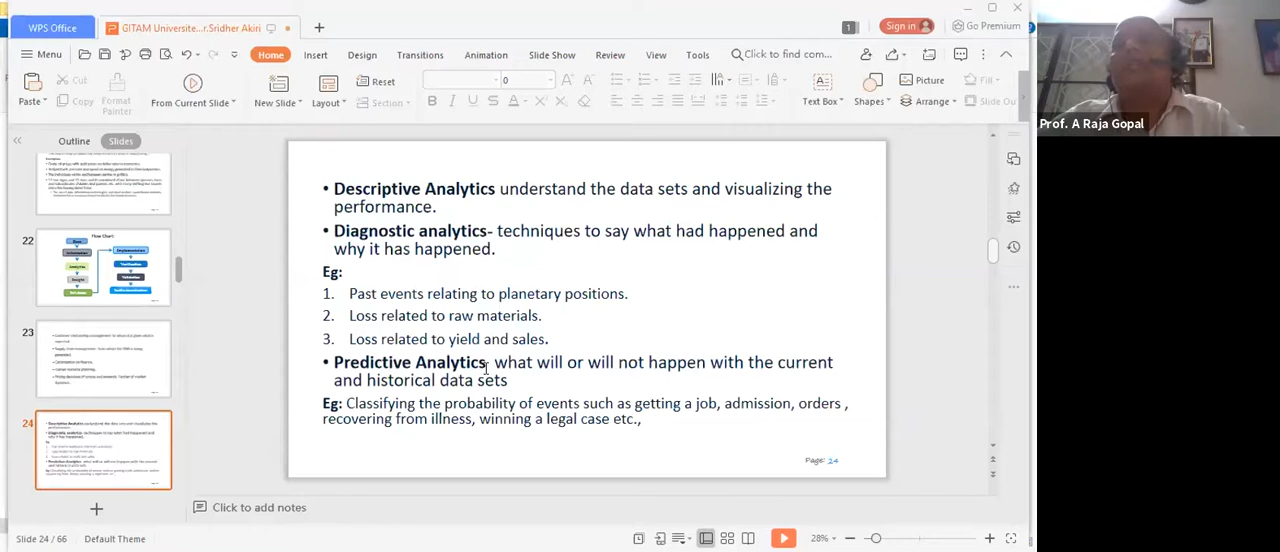 WPS Office
GITAM Universite...r.Sridher Akiri
1
Sign in
Go Premium
Menu
Home
Insert
Design
Transitions
Animation
Slide Show
Review
View
Tools
Click to find com...
Paste
Cut
Copy
Format
Painter
From Current Slide
New Slide
Layout
Reset
Section
B I U S A
Text Box
Shapes
Picture
Arrange
Fill
Slide Out
Prof. A Raja Gopal
Outline
Slides
22
Flow Chart:
23
24
• Descriptive Analytics understand the data sets and visualizing the
performance.
• Diagnostic analytics- techniques to say what had happened and
why it has happened.
Eg:
1. Past events relating to planetary positions.
2. Loss related to raw materials.
3. Loss related to yield and sales.
• Predictive Analytics- what will or will not happen with the current
and historical data sets
Eg: Classifying the probability of events such as getting a job, admission, orders ,
recovering from illness, winning a legal case etc.,
24
Click to add notes
Slide 24 / 66
Default Theme
28%